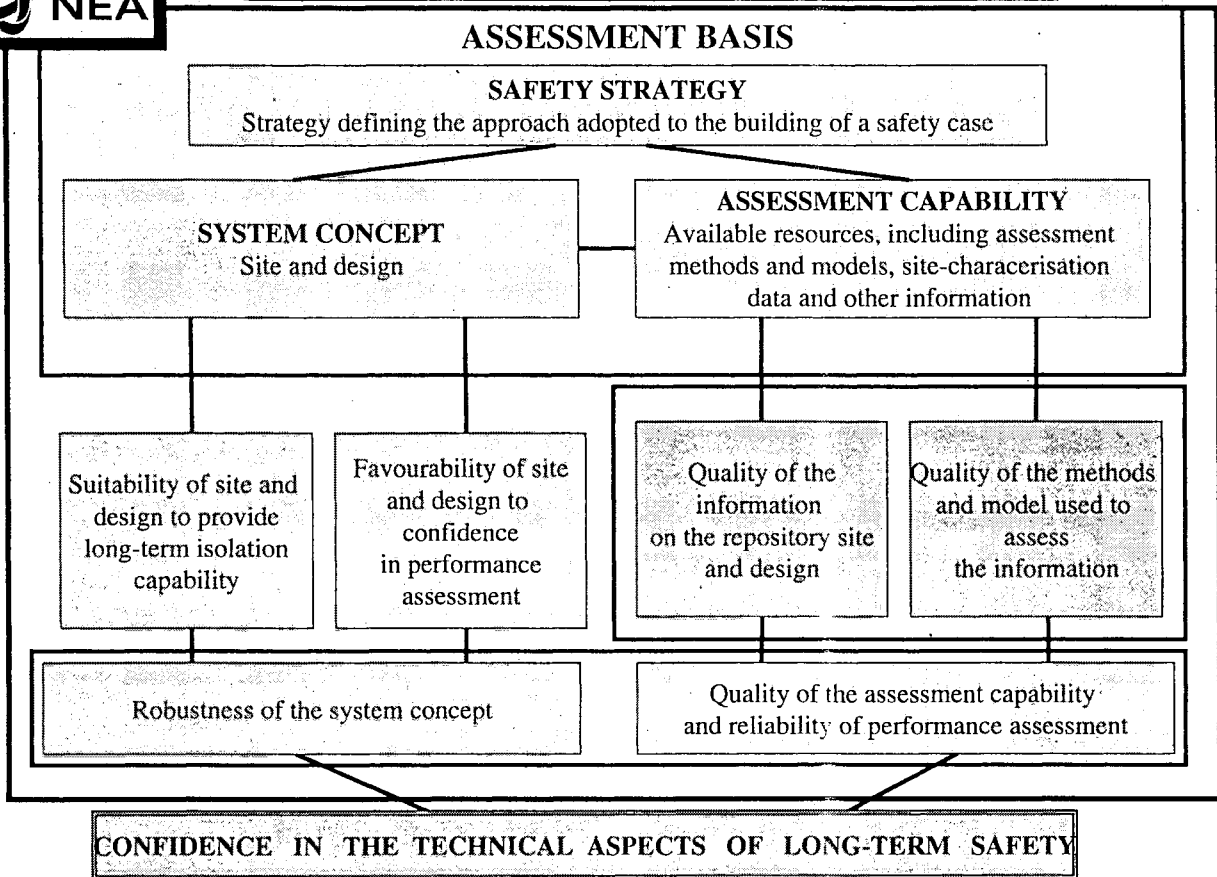 NEA
ASSESSMENT BASIS
SAFETY STRATEGY
Strategy defining the approach adopted to the building of a safety case
SYSTEM CONCEPT
Site and design
ASSESSMENT CAPABILITY
Available resources, including assessment
methods and models, site-characerisation
data and other information
Suitability of site and
design to provide
long-term isolation
capability
Favourability of site
and design to
confidence
in performance
assessment
Quality of the
information
on the repository site
and design
Quality of the methods
and model used to
assess
the information
Robustness of the system concept
Quality of the assessment capability
and reliability of performance assessment
CONFIDENCE IN THE TECHNICAL ASPECTS OF LONG-TERM SAFETY